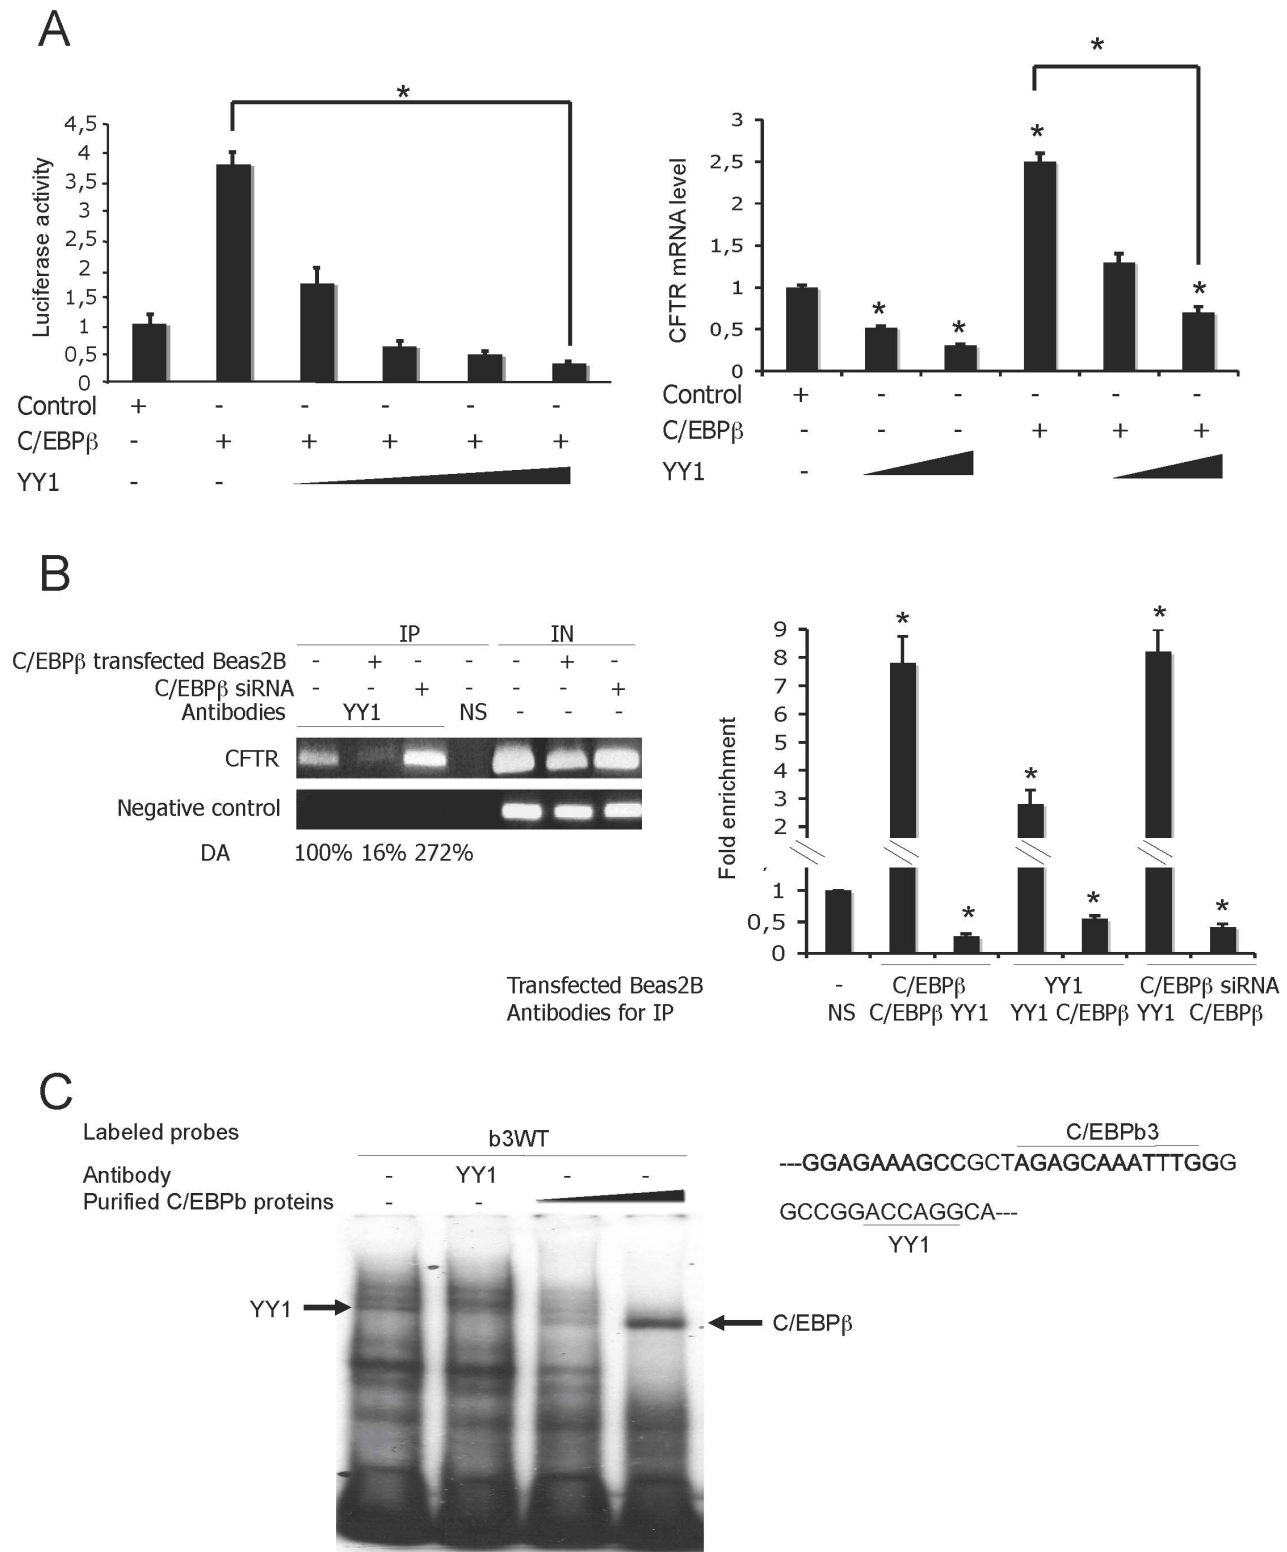 A
*
*
4,5
4
3,5
3
2,5
2
1,5
1
0,5
0
Luciferase activity
3
2,5
2
1,5
1
0,5
0
CFTR mRNA level
* * * *
Control + - - - - -
C/EBPβ - + + + + +
YY1 - -
Control + - - - - -
C/EBPβ - - - + + +
YY1 -
B
IP IN
C/EBPβ transfected Beas2B - + - - - + -
C/EBPβ siRNA - - + - - - +
Antibodies YY1 NS - - -
CFTR
Negative control
DA 100% 16% 272%
9
8
7
6
5
4
3
2
1
0,5
0
Fold enrichment
* * * * * *
Transfected Beas2B - C/EBPβ YY1 C/EBPβ siRNA
Antibodies for IP NS C/EBPβ YY1 YY1 C/EBPβ YY1 C/EBPβ
C
Labeled probes b3WT
Antibody - YY1 - -
Purified C/EBPb proteins - -
YY1
C/EBPβ
C/EBPb3
---GGAGAAAGCCGCTAGAGCAAATTTGGG
GCCGGACCAGGCA---
YY1